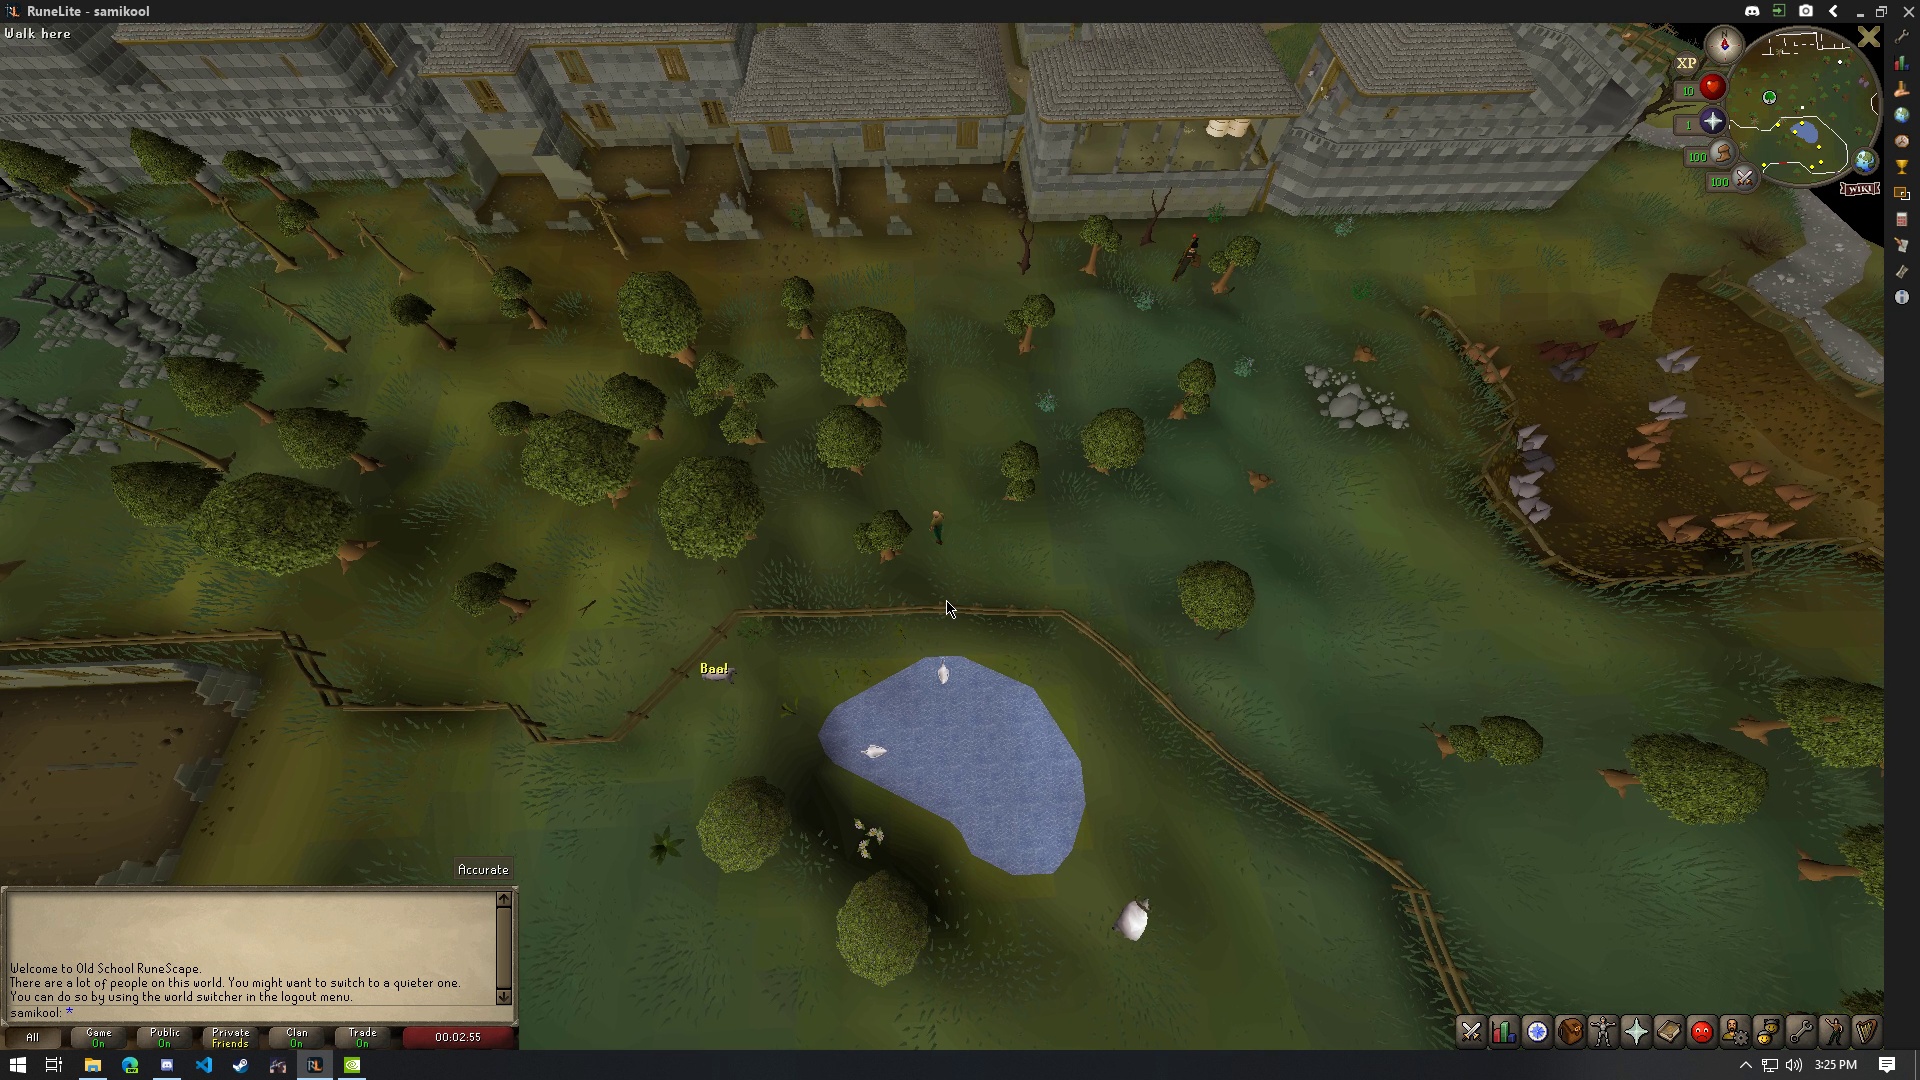 RuneLite - samikool
Walk here
N
XP
10
1
100
100
WIKI
Baa!
Accurate
Welcome to Old School RuneScape.
There are a lot of people on this world. You might want to switch to a quieter one.
You can do so by using the world switcher in the logout menu.
samikool: *
All
Game
On
Public
On
Private
Friends
Clan
On
Trade
On
00:02:55
3:25 PM